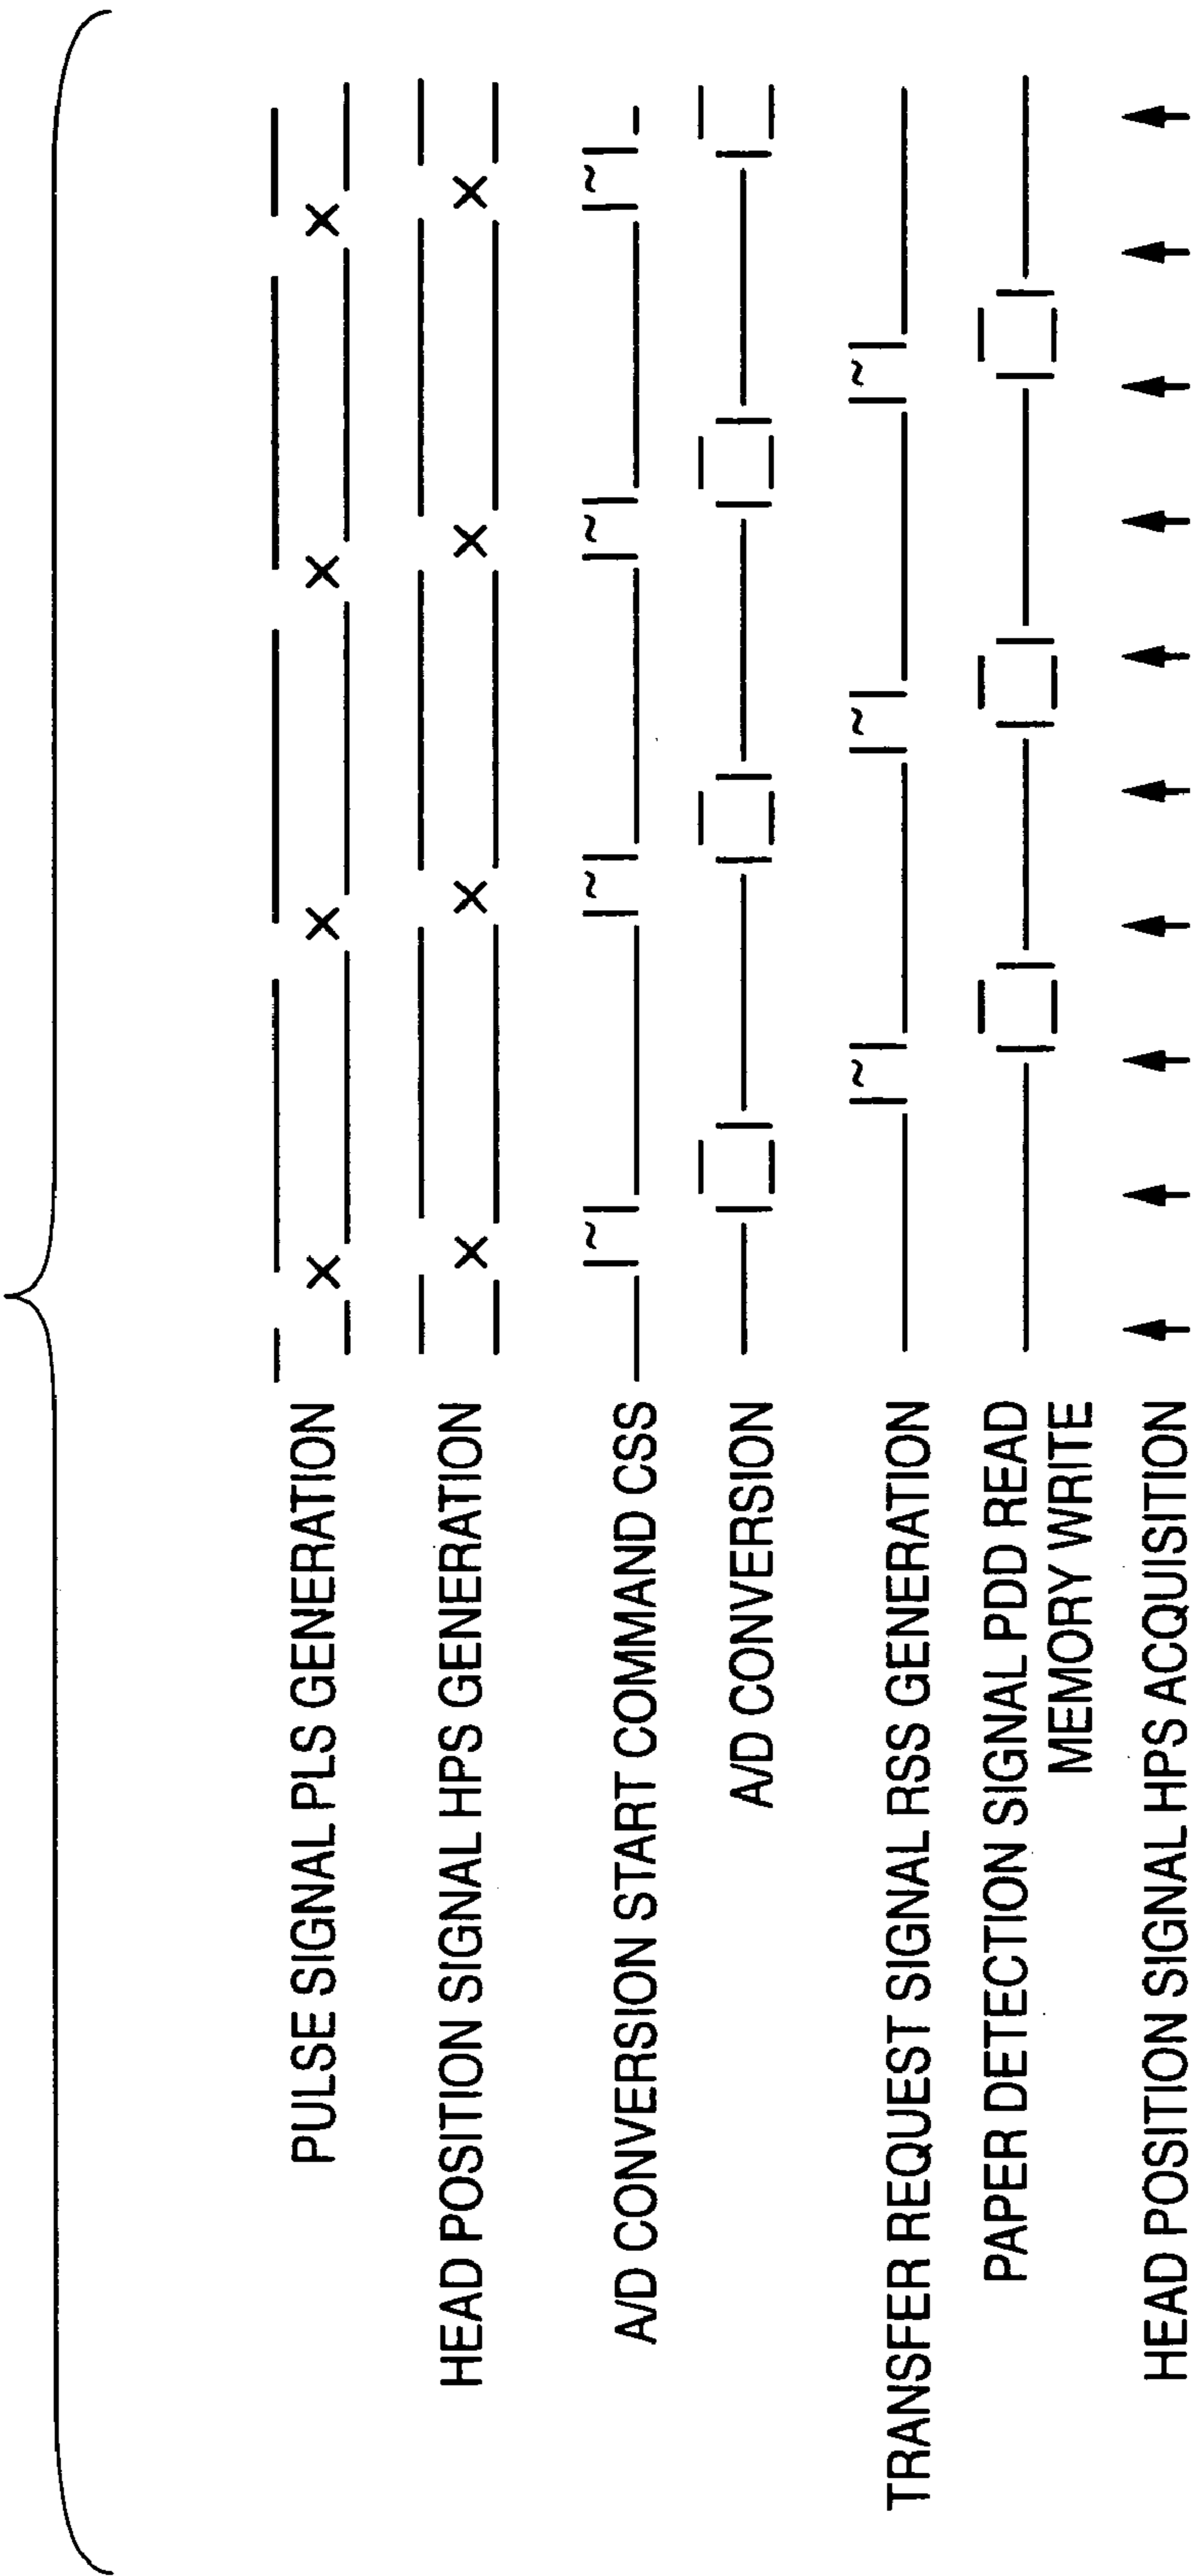 PULSE SIGNAL PLS GENERATION
HEAD POSITION SIGNAL HPS GENERATION
A/D CONVERSION START COMMAND CSS
A/D CONVERSION
TRANSFER REQUEST SIGNAL RSS GENERATION
PAPER DETECTION SIGNAL PDD READ
MEMORY WRITE
HEAD POSITION SIGNAL HPS ACQUISITION